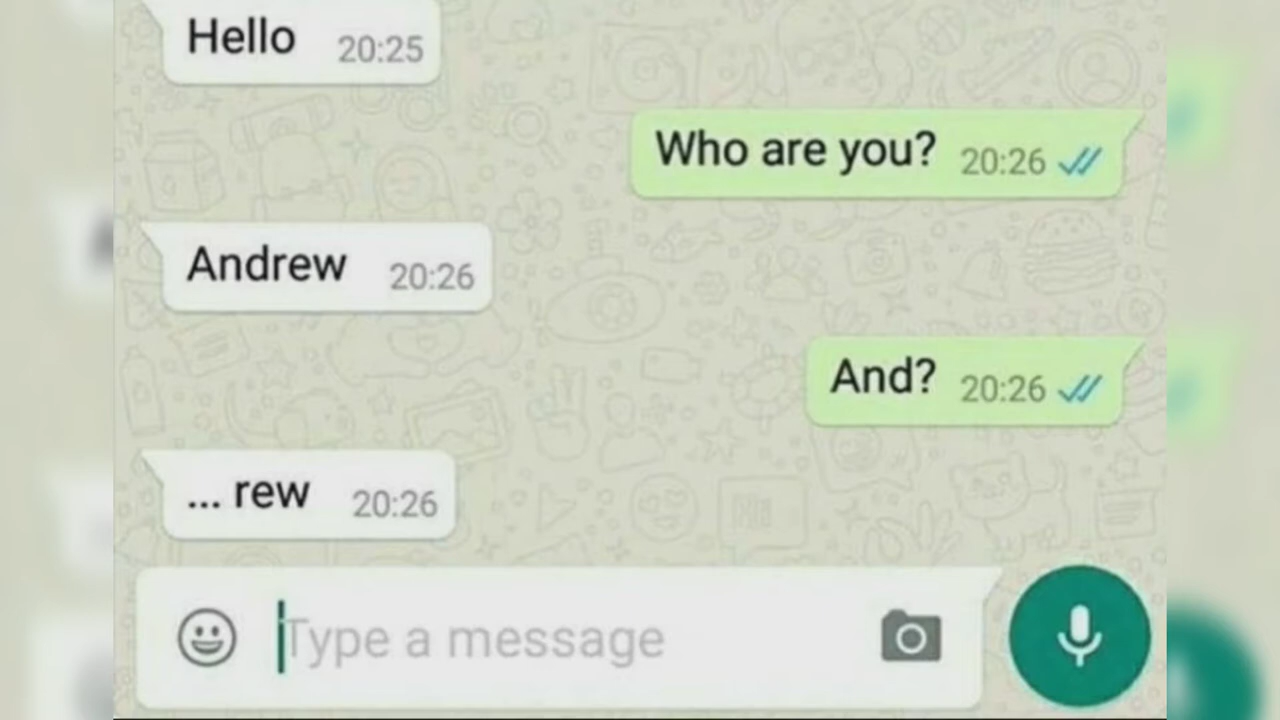 Hello 20:25
Who are you? 20:26
Andrew 20:26
And? 20:26
... rew 20:26
Type a message